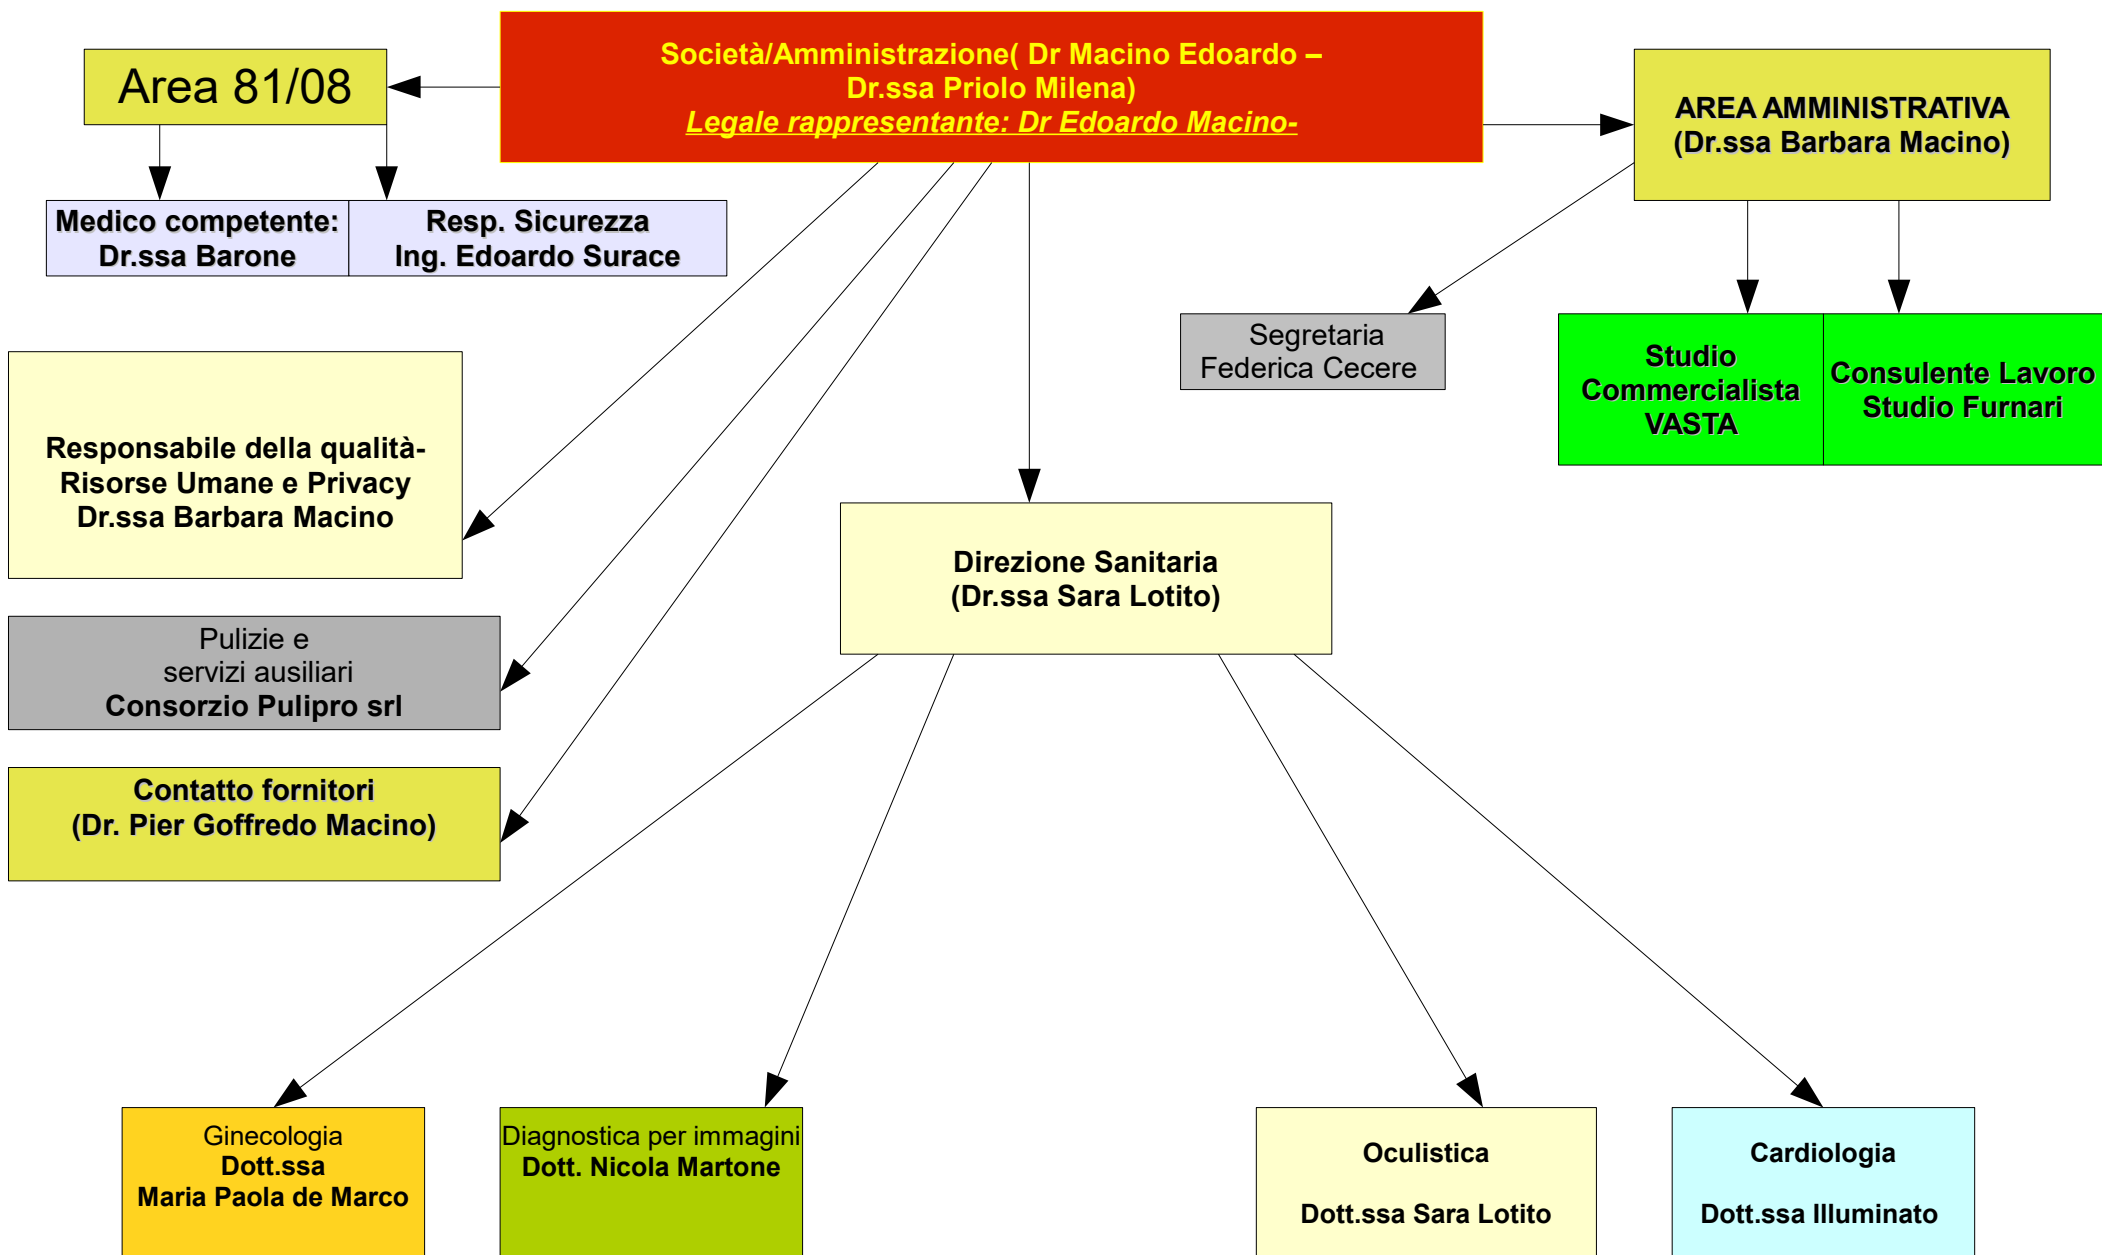 Società/Amministrazione( Dr Macino Edoardo –
Dr.ssa Priolo Milena)
Legale rappresentante: Dr Edoardo Macino-
Area 81/08
AREA AMMINISTRATIVA
(Dr.ssa Barbara Macino)
Medico competente:
Dr.ssa Barone
Resp. Sicurezza
Ing. Edoardo Surace
Segretaria
Federica Cecere
Studio
Commercialista
VASTA
Consulente Lavoro
Studio Furnari
Responsabile della qualità-
Risorse Umane e Privacy
Dr.ssa Barbara Macino
Direzione Sanitaria
(Dr.ssa Sara Lotito)
Pulizie e
servizi ausiliari
Consorzio Pulipro srl
Contatto fornitori
(Dr. Pier Goffredo Macino)
Ginecologia
Dott.ssa
Maria Paola de Marco
Diagnostica per immagini
Dott. Nicola Martone
Oculistica
Dott.ssa Sara Lotito
Cardiologia
Dott.ssa Illuminato